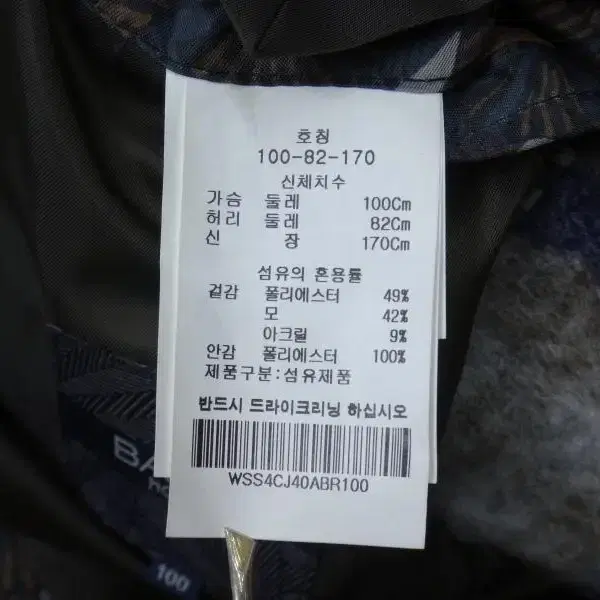 호칭
100-82-170
신체치수
가슴 둘레 100Cm
허리 둘레 82Cm
신 장 170Cm
섬유의 혼용률
겉감 폴리에스터 49%
모 42%
아크릴 9%
안감 폴리에스터 100%
제품구분:섬유제품
반드시 드라이크리닝 하십시오
WSS4CJ40ABR100
100